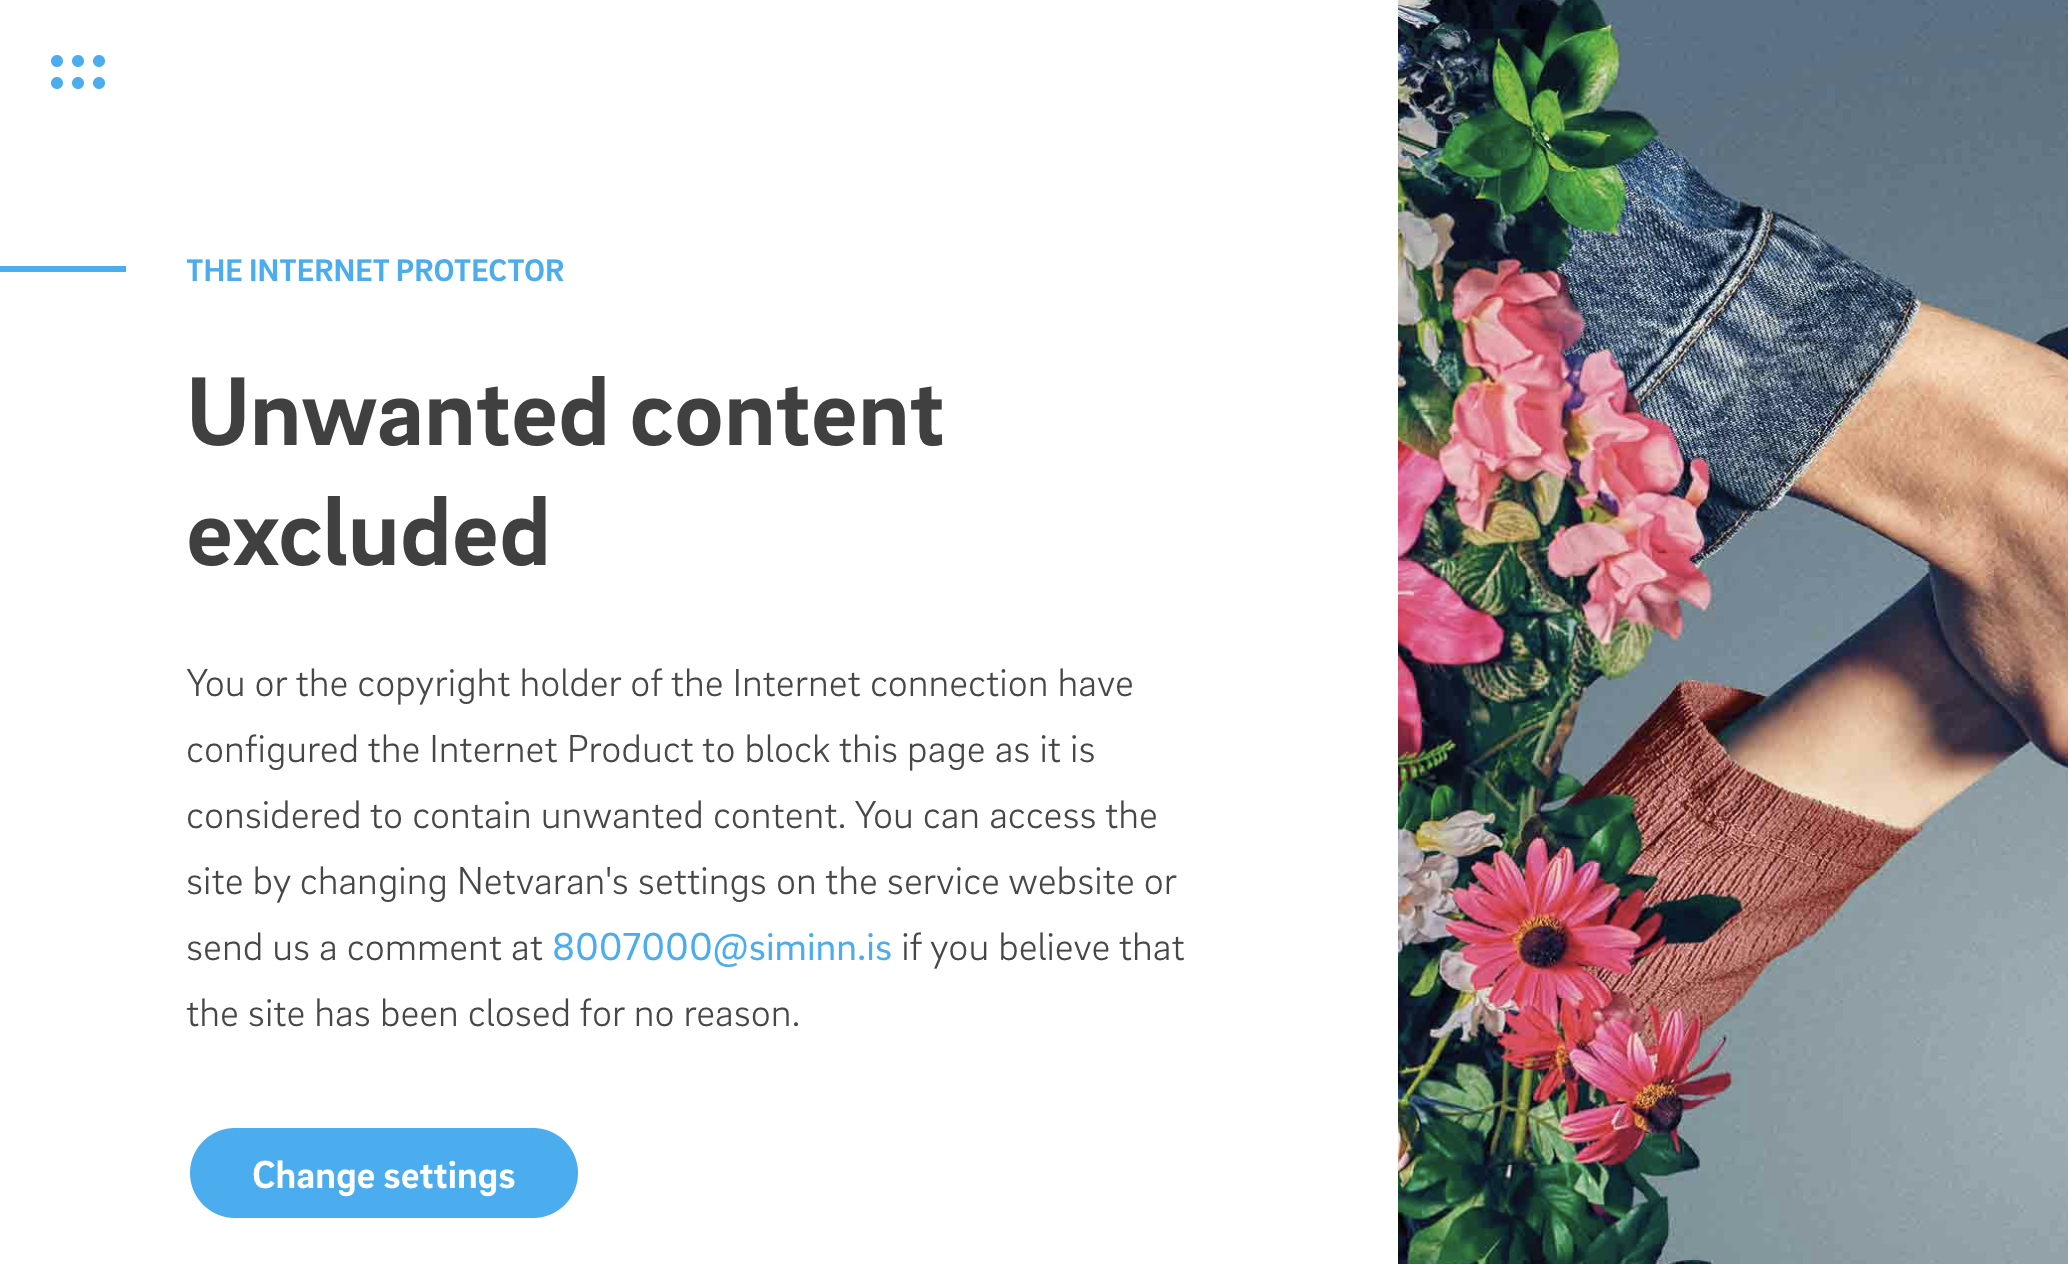 THE INTERNET PROTECTOR
Unwanted content
excluded
You or the copyright holder of the Internet connection have
configured the Internet Product to block this page as it is
considered to contain unwanted content. You can access the
site by changing Netvaran's settings on the service website or
send us a comment at 8007000@siminn.is if you believe that
the site has been closed for no reason.
Change settings